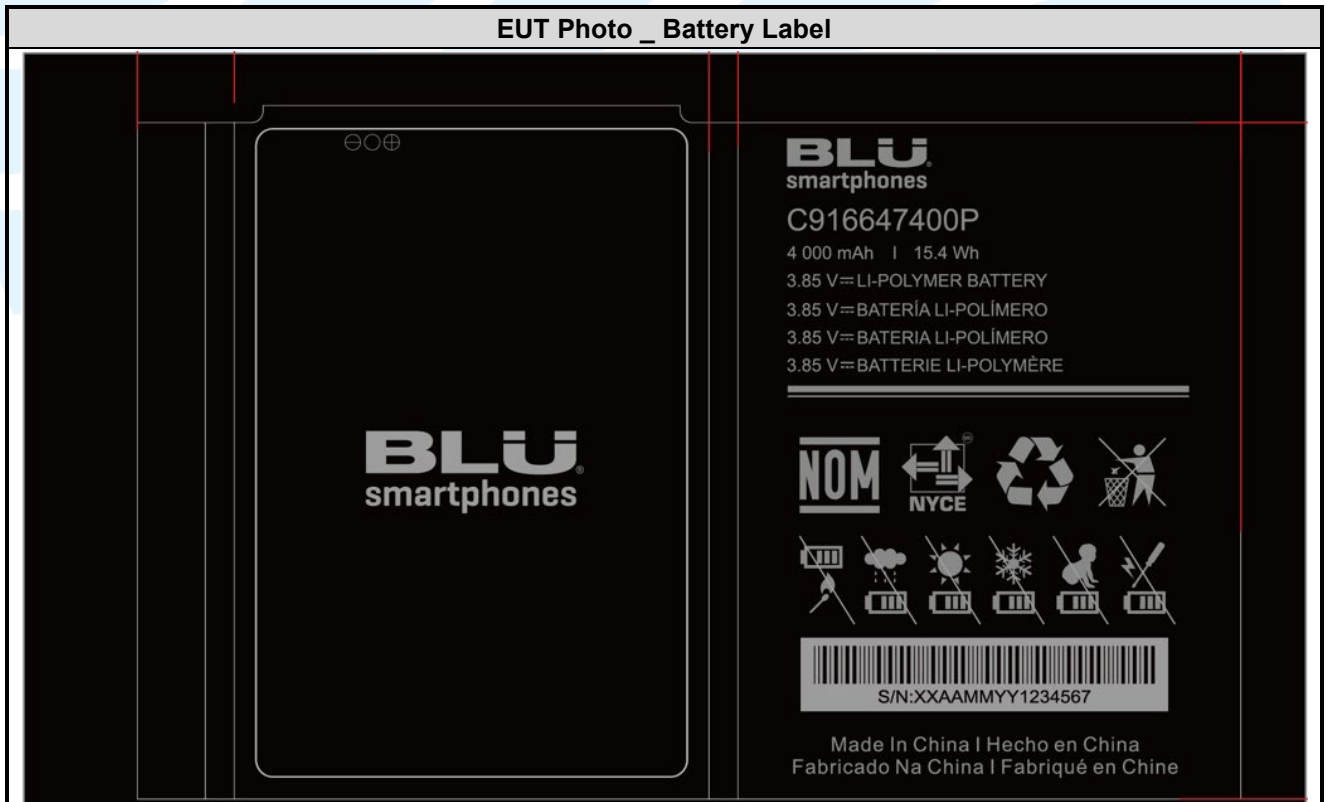 EUT Photo _ Battery Label
⊖○⊕
BLU®
smartphones
BLU.
smartphones
C916647400P
4 000 mAh I 15.4 Wh
3.85 V⎓LI-POLYMER BATTERY
3.85 V⎓BATERÍA LI-POLÍMERO
3.85 V⎓BATERIA LI-POLÍMERO
3.85 V⎓BATTERIE LI-POLYMÈRE
NOM
NYCE
S/N:XXAAMMYY1234567
Made In China I Hecho en China
Fabricado Na China I Fabriqué en Chine